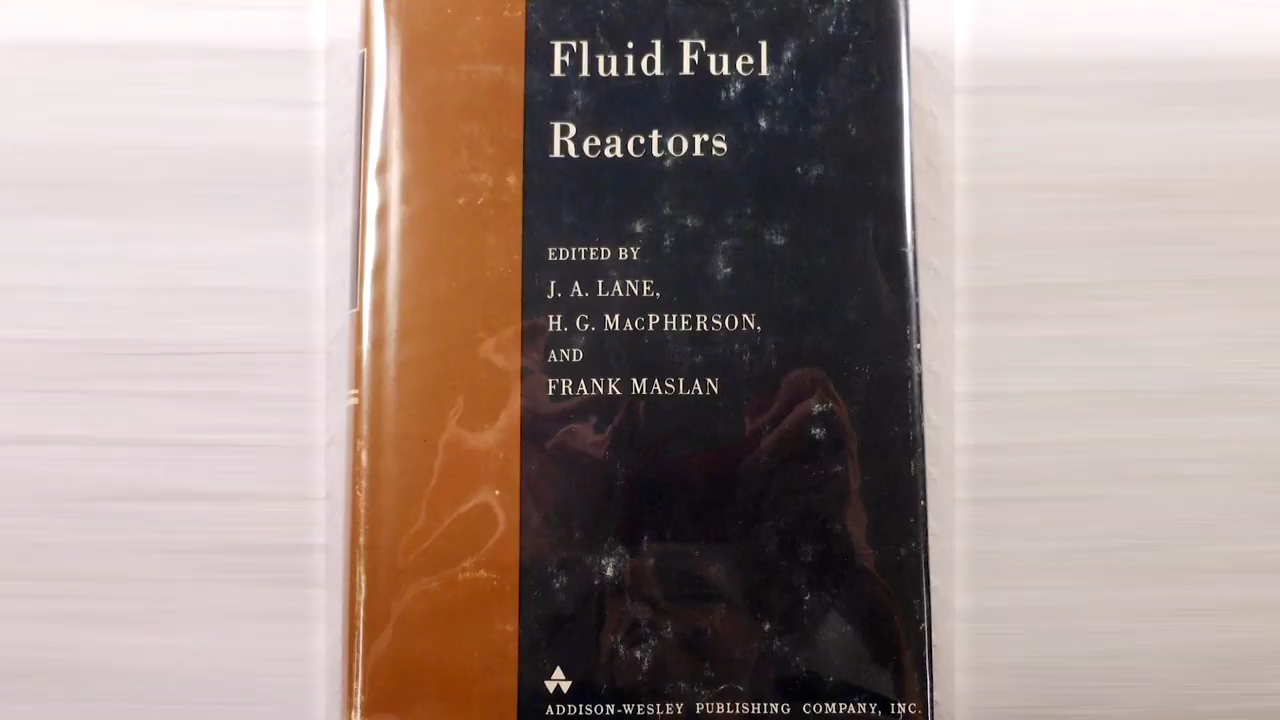 Fluid Fuel
Reactors
EDITED BY
J. A. LANE,
H. G. MacPHERSON,
AND
FRANK MASLAN
ADDISON-WESLEY PUBLISHING COMPANY, INC.